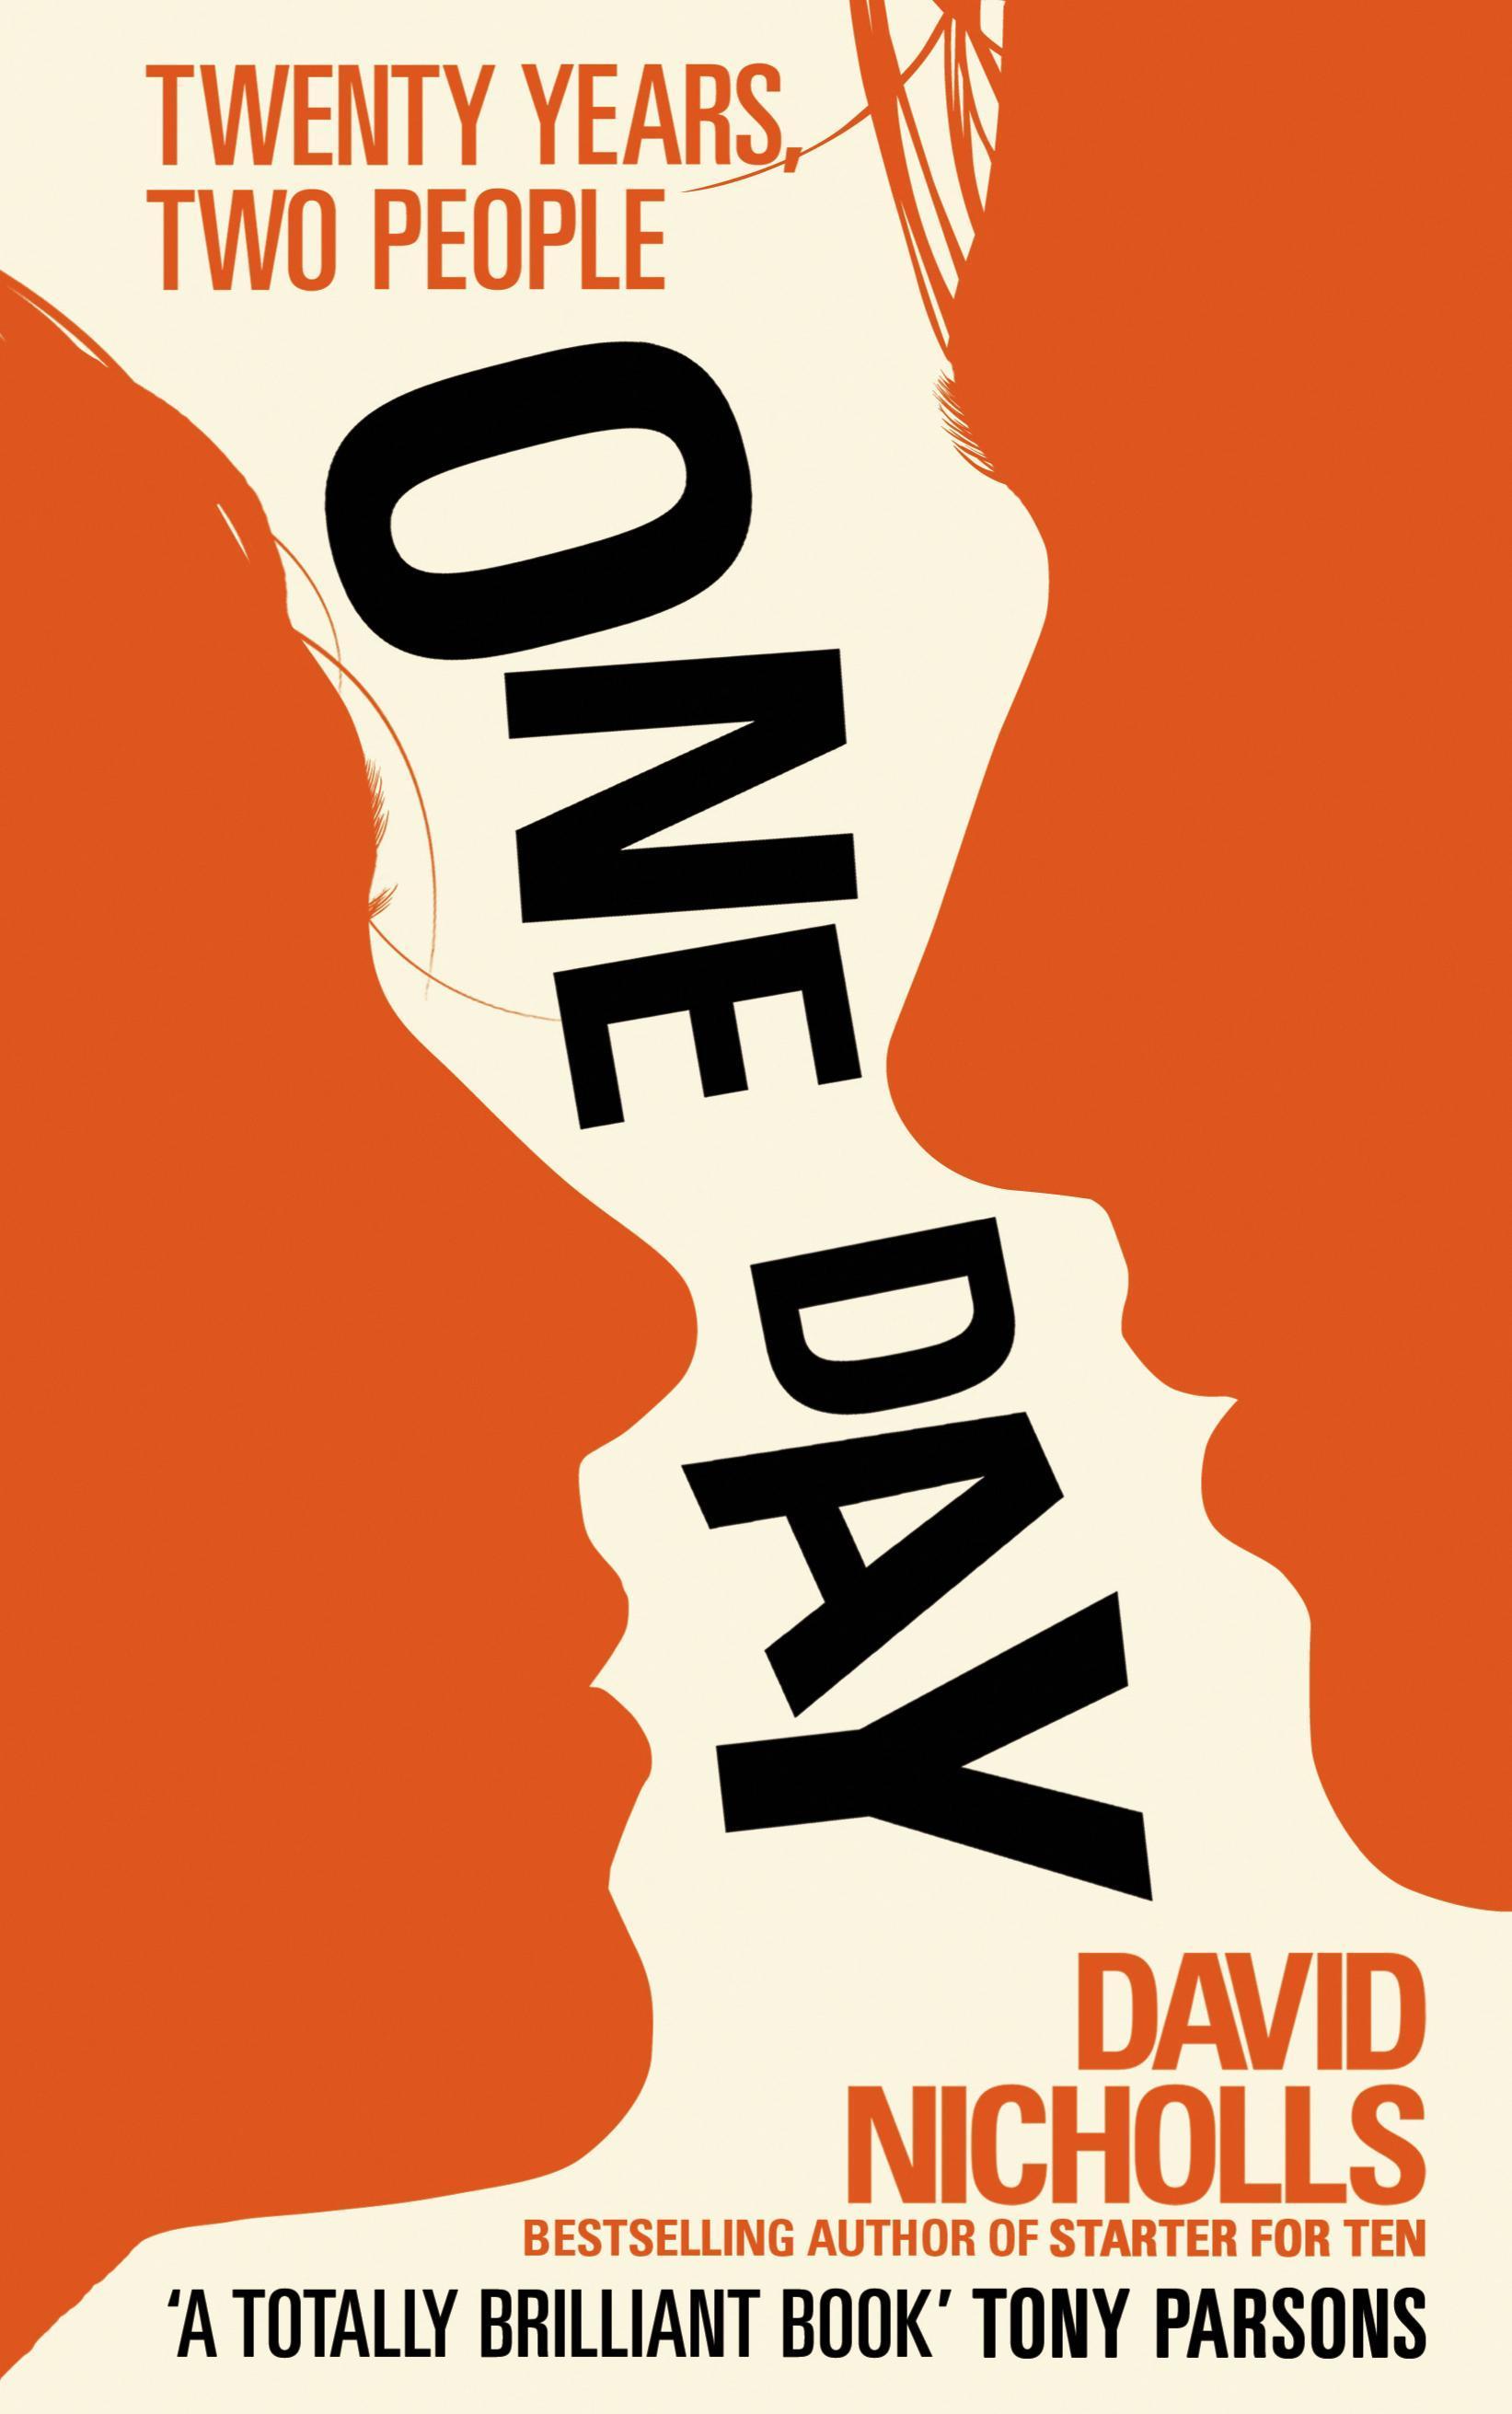 TWENTY YEARS,
TWO PEOPLE
ONE DAY
DAVID
NICHOLLS
BESTSELLING AUTHOR OF STARTER FOR TEN
'A TOTALLY BRILLIANT BOOK' TONY PARSONS